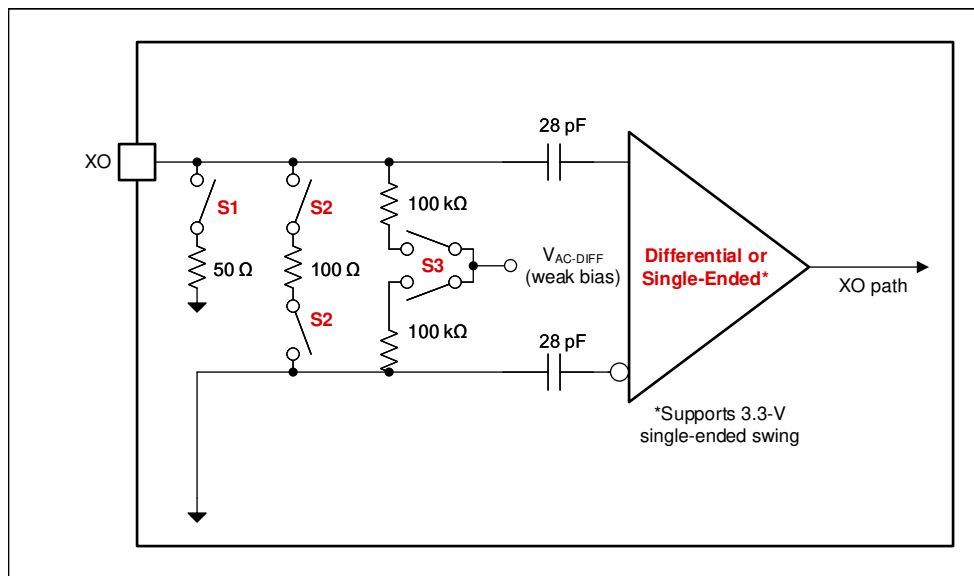 28 pF
XO
S1
S2
100 kΩ
S3
V_AC-DIFF
(weak bias)
50 Ω
100 Ω
S2
100 kΩ
28 pF
Differential or
Single-Ended*
XO path
*Supports 3.3-V
single-ended swing